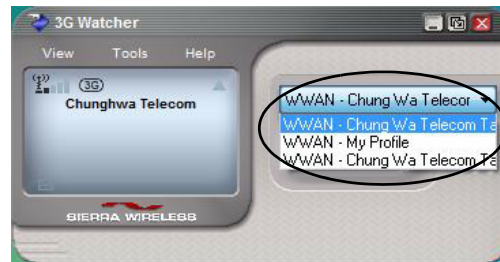 3G Watcher
View Tools Help
3G
Chunghwa Telecom
WWAN - Chung Wa Telecor
WWAN - Chung Wa Telecom Ta
WWAN - My Profile
WWAN - Chung Wa Telecom Ta
SIERRA WIRELESS